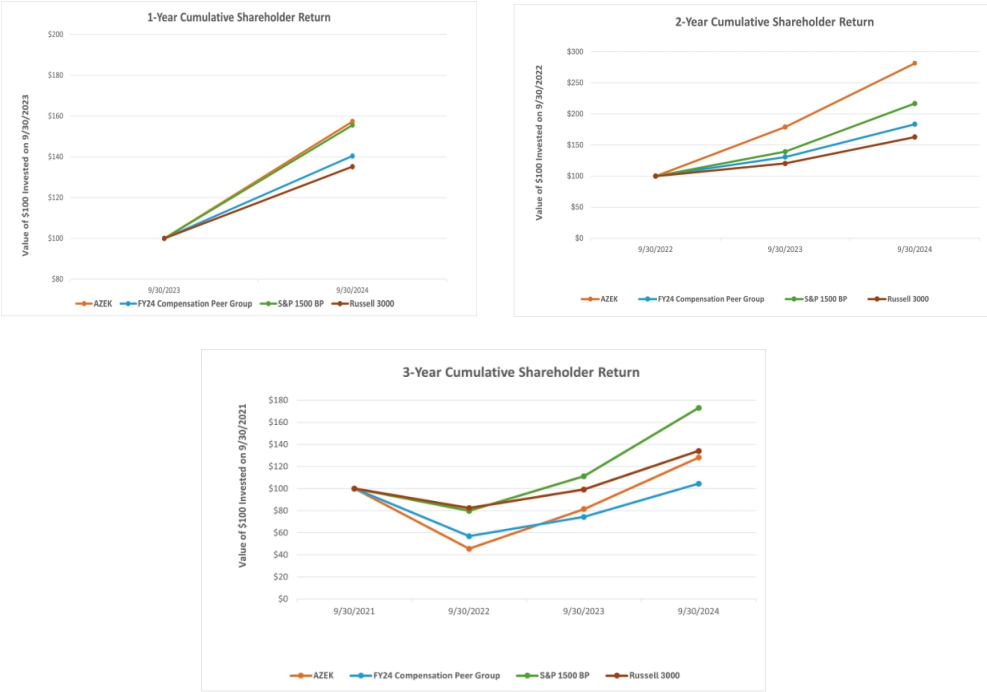 1-Year Cumulative Shareholder Return
$200
$180
$160
$140
$120
$100
$80
Value of $100 Invested on 9/30/2023
9/30/2023 9/30/2024
AZEK FY24 Compensation Peer Group S&P 1500 BP Russell 3000
2-Year Cumulative Shareholder Return
$300
$250
$200
$150
$100
$50
$0
Value of $100 Invested on 9/30/2022
9/30/2022 9/30/2023 9/30/2024
AZEK FY24 Compensation Peer Group S&P 1500 BP Russell 3000
3-Year Cumulative Shareholder Return
$180
$160
$140
$120
$100
$80
$60
$40
$20
$0
Value of $100 Invested on 9/30/2021
9/30/2021 9/30/2022 9/30/2023 9/30/2024
AZEK FY24 Compensation Peer Group S&P 1500 BP Russell 3000